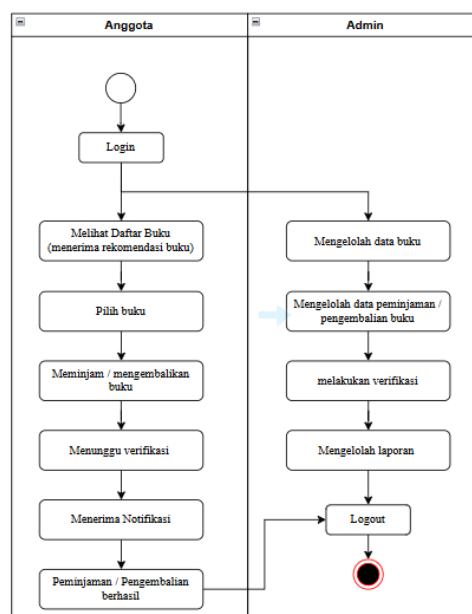 Anggota
Admin
Login
Melihat Daftar Buku
(menerima rekomendasi buku)
Mengelolah data buku
Pilih buku
Mengelolah data peminjaman /
pengembalian buku
Meminjam / mengembalikan
buku
melakukan verifikasi
Menunggu verifikasi
Mengelolah laporan
Menerima Notifikasi
Logout
Peminjaman / Pengembalian
berhasil